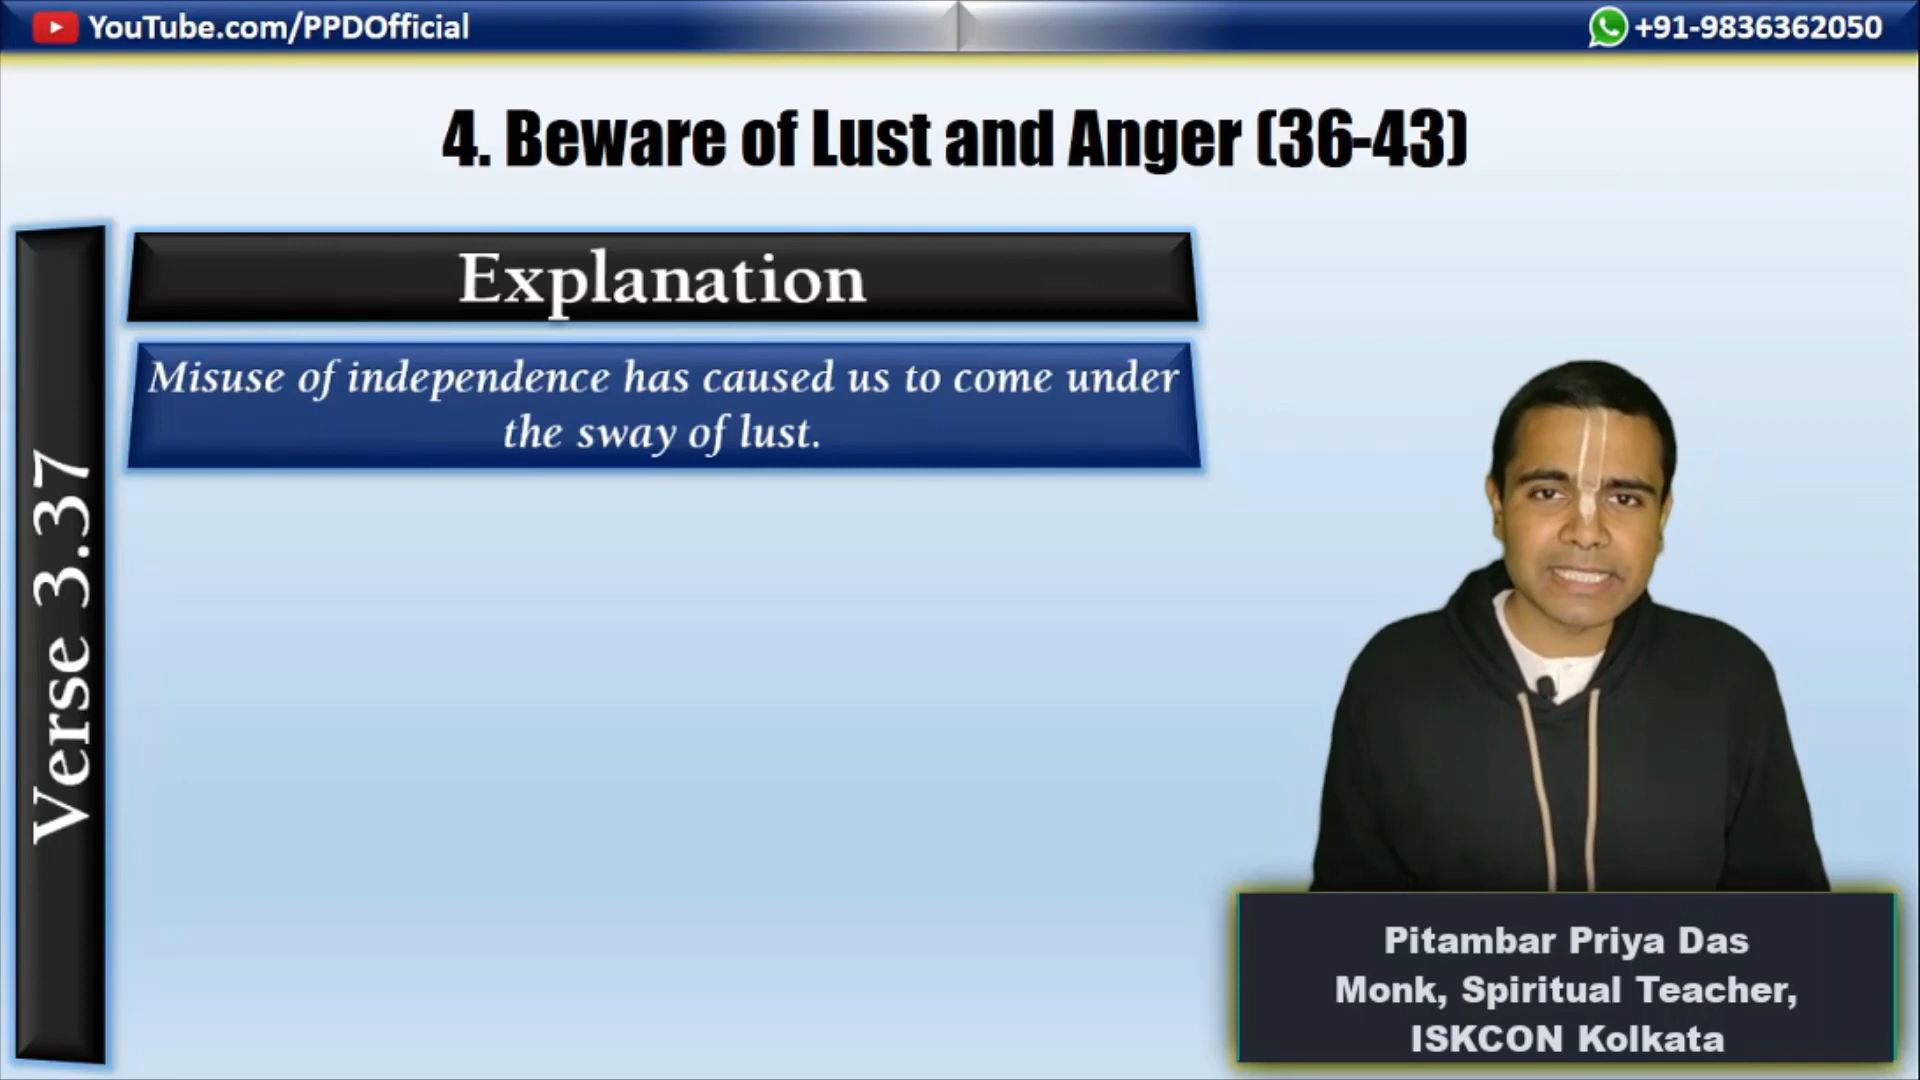 YouTube.com/PPDOfficial
+91-9836362050
4. Beware of Lust and Anger (36-43)
Verse 3.37
Explanation
Misuse of independence has caused us to come under
the sway of lust.
Pitambar Priya Das
Monk, Spiritual Teacher,
ISKCON Kolkata